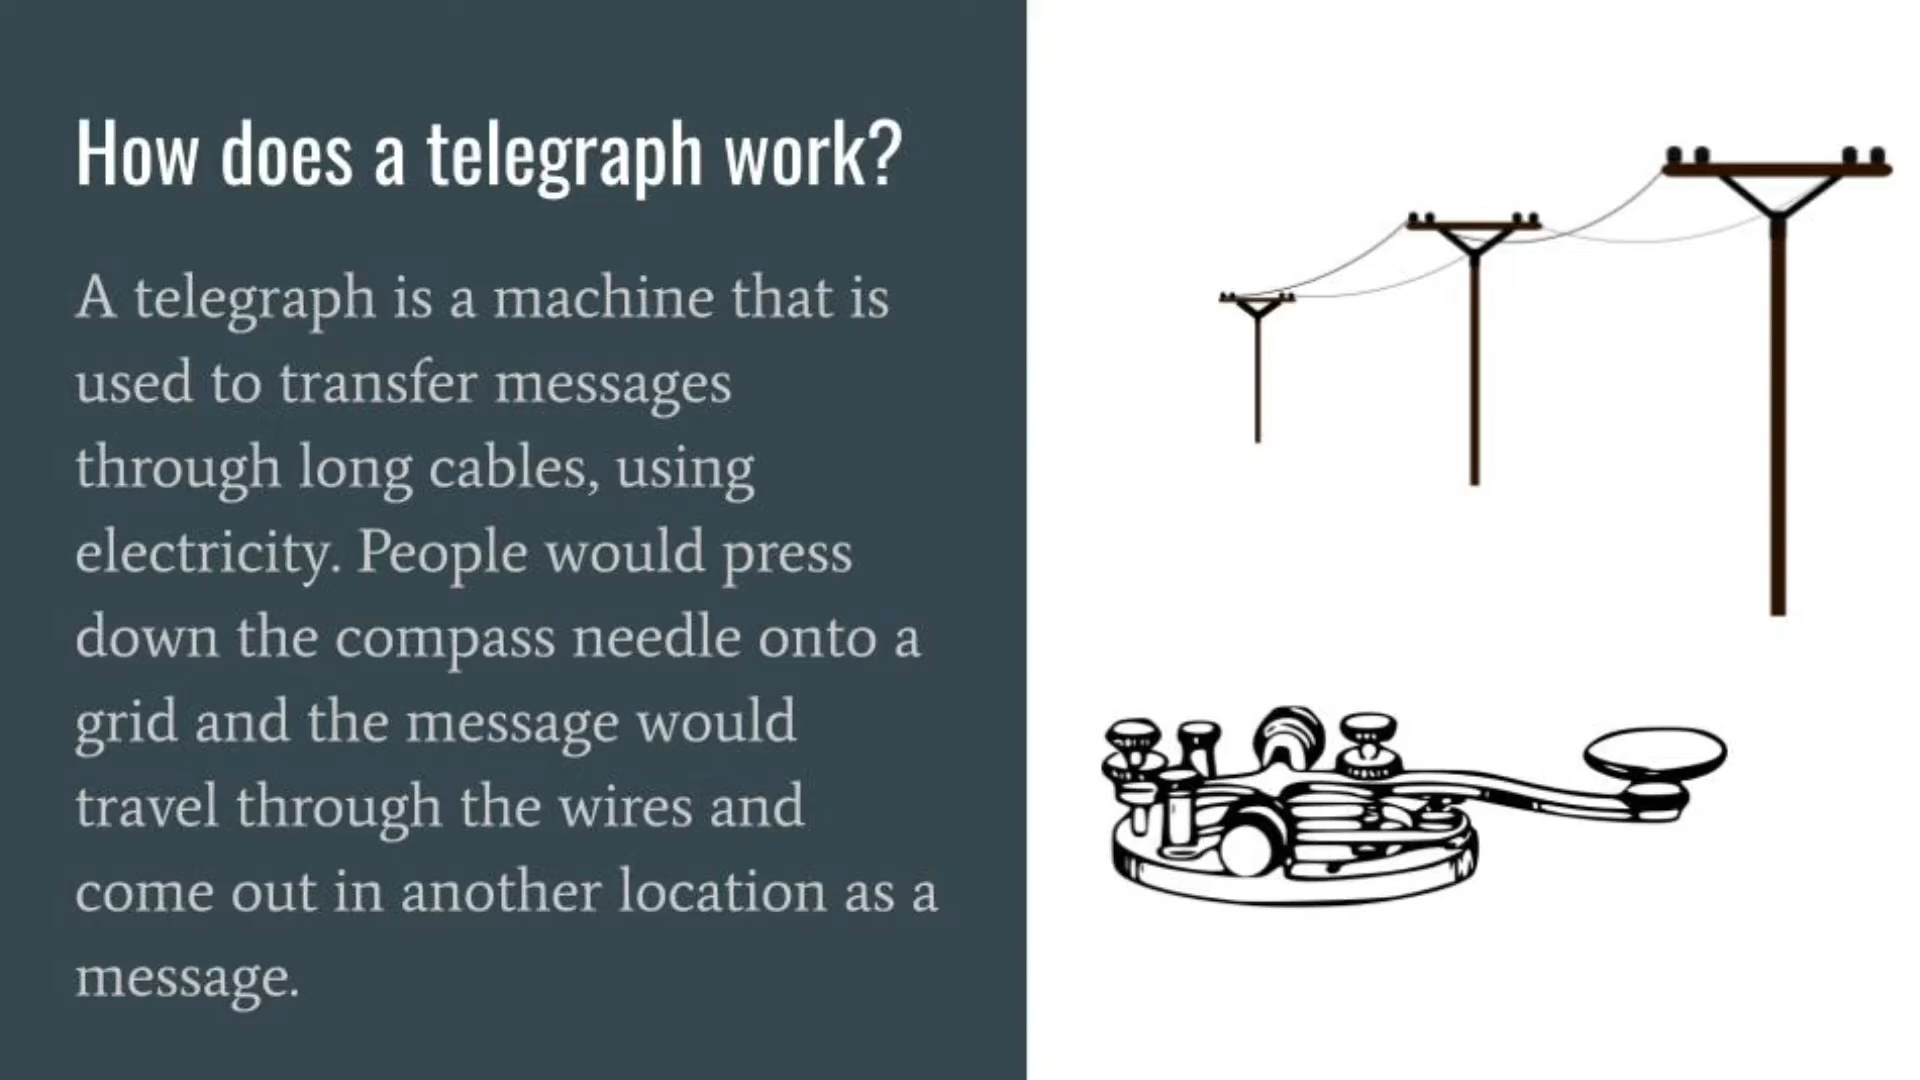 How does a telegraph work?
A telegraph is a machine that is
used to transfer messages
through long cables, using
electricity. People would press
down the compass needle onto a
grid and the message would
travel through the wires and
come out in another location as a
message.